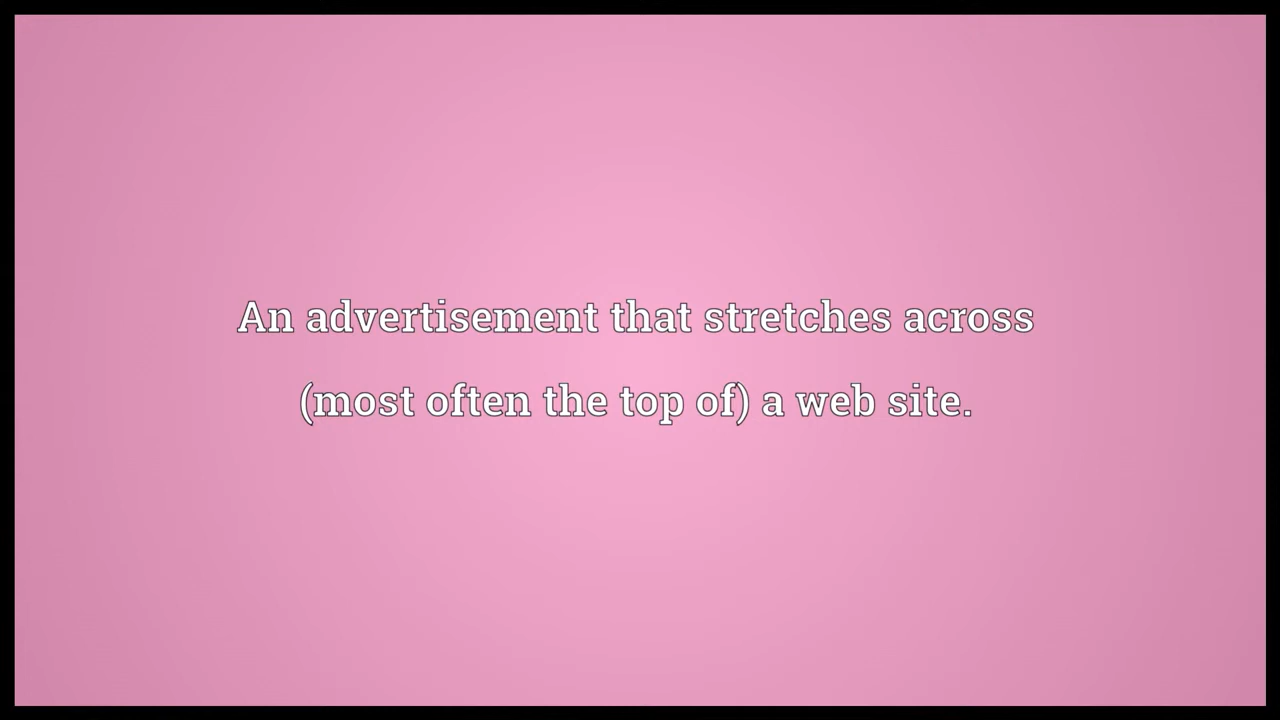 An advertisement that stretches across
(most often the top of) a web site.